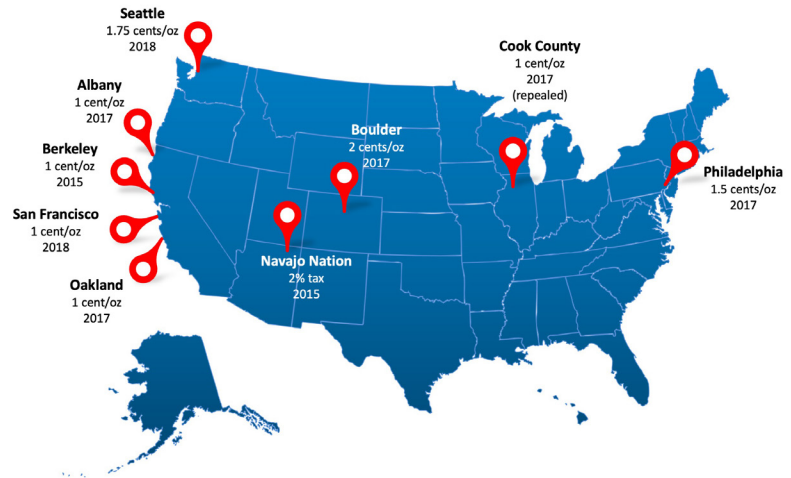 Seattle
1.75 cents/oz
2018
Cook County
1 cent/oz
2017
(repealed)
Albany
1 cent/oz
2017
Boulder
2 cents/oz
2017
Berkeley
1 cent/oz
2015
Philadelphia
1.5 cents/oz
2017
San Francisco
1 cent/oz
2018
Navajo Nation
2% tax
2015
Oakland
1 cent/oz
2017